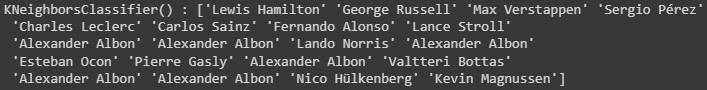 KNeighborsClassifier() : ['Lewis Hamilton' 'George Russell' 'Max Verstappen' 'Sergio Pérez'
'Charles Leclerc' 'Carlos Sainz' 'Fernando Alonso' 'Lance Stroll'
'Alexander Albon' 'Alexander Albon' 'Lando Norris' 'Alexander Albon'
'Esteban Ocon' 'Pierre Gasly' 'Alexander Albon' 'Valtteri Bottas'
'Alexander Albon' 'Alexander Albon' 'Nico Hülkenberg' 'Kevin Magnussen']